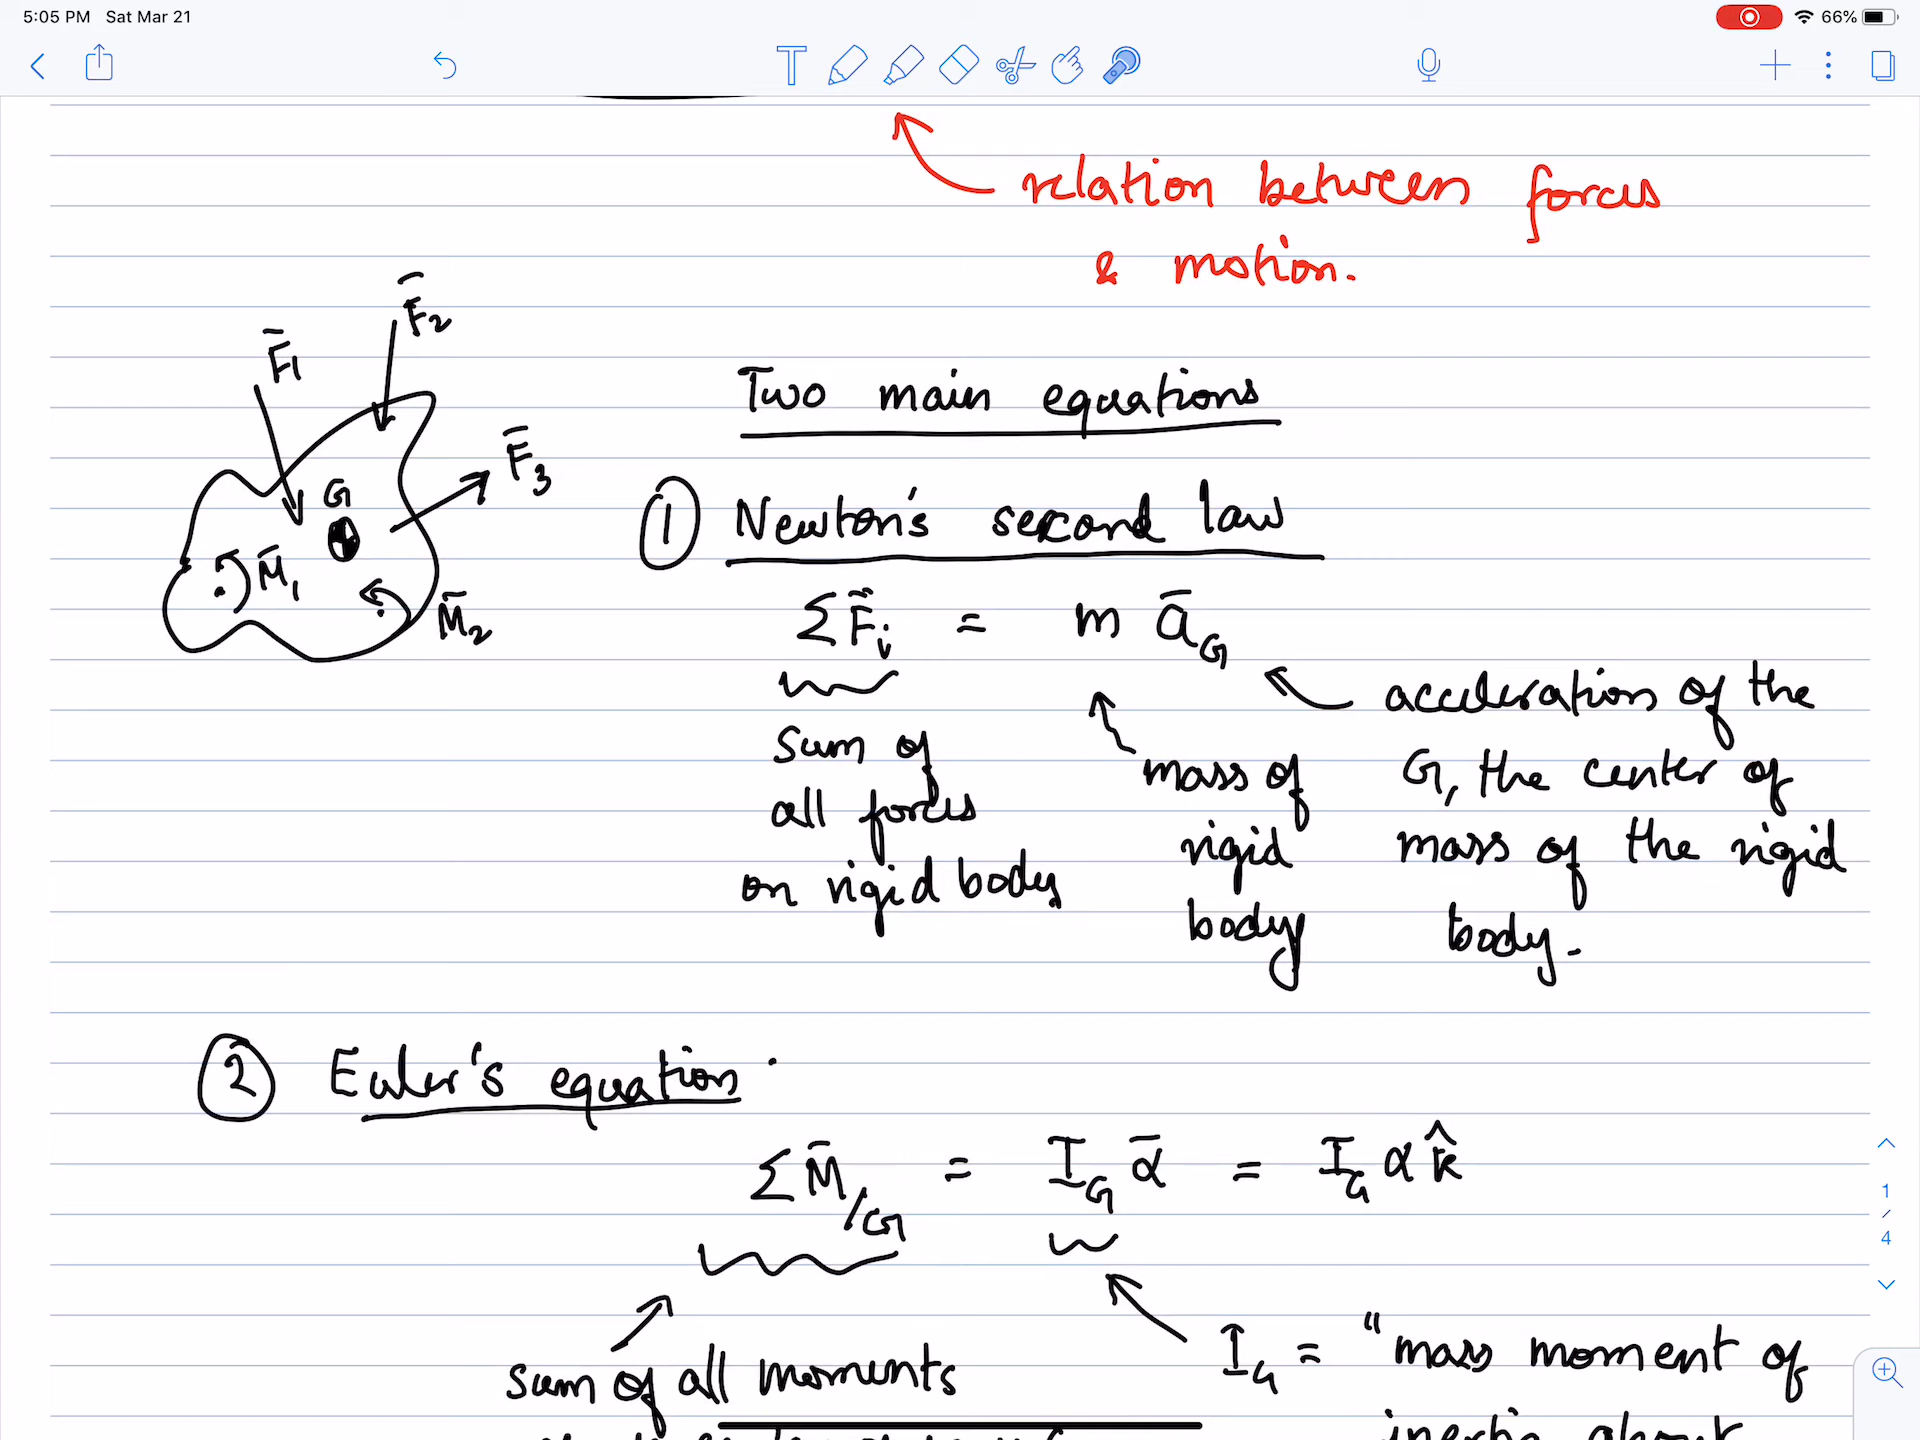 5:05 PM Sat Mar 21
66%
relation between forces
& motion.
F̄1
F̄2
F̄3
G
M̄1
M̄2
Two main equations
① Newton's second law
ΣF̄i = m āG
sum of
all forces
on rigid body
mass of
rigid
body
acceleration of the
G, the center of
mass of the rigid
body.
② Euler's equation
ΣM̄/G = IG ᾱ = IG α k̂
sum of all moments
IG = "mass moment of
inertia about
1
/
4